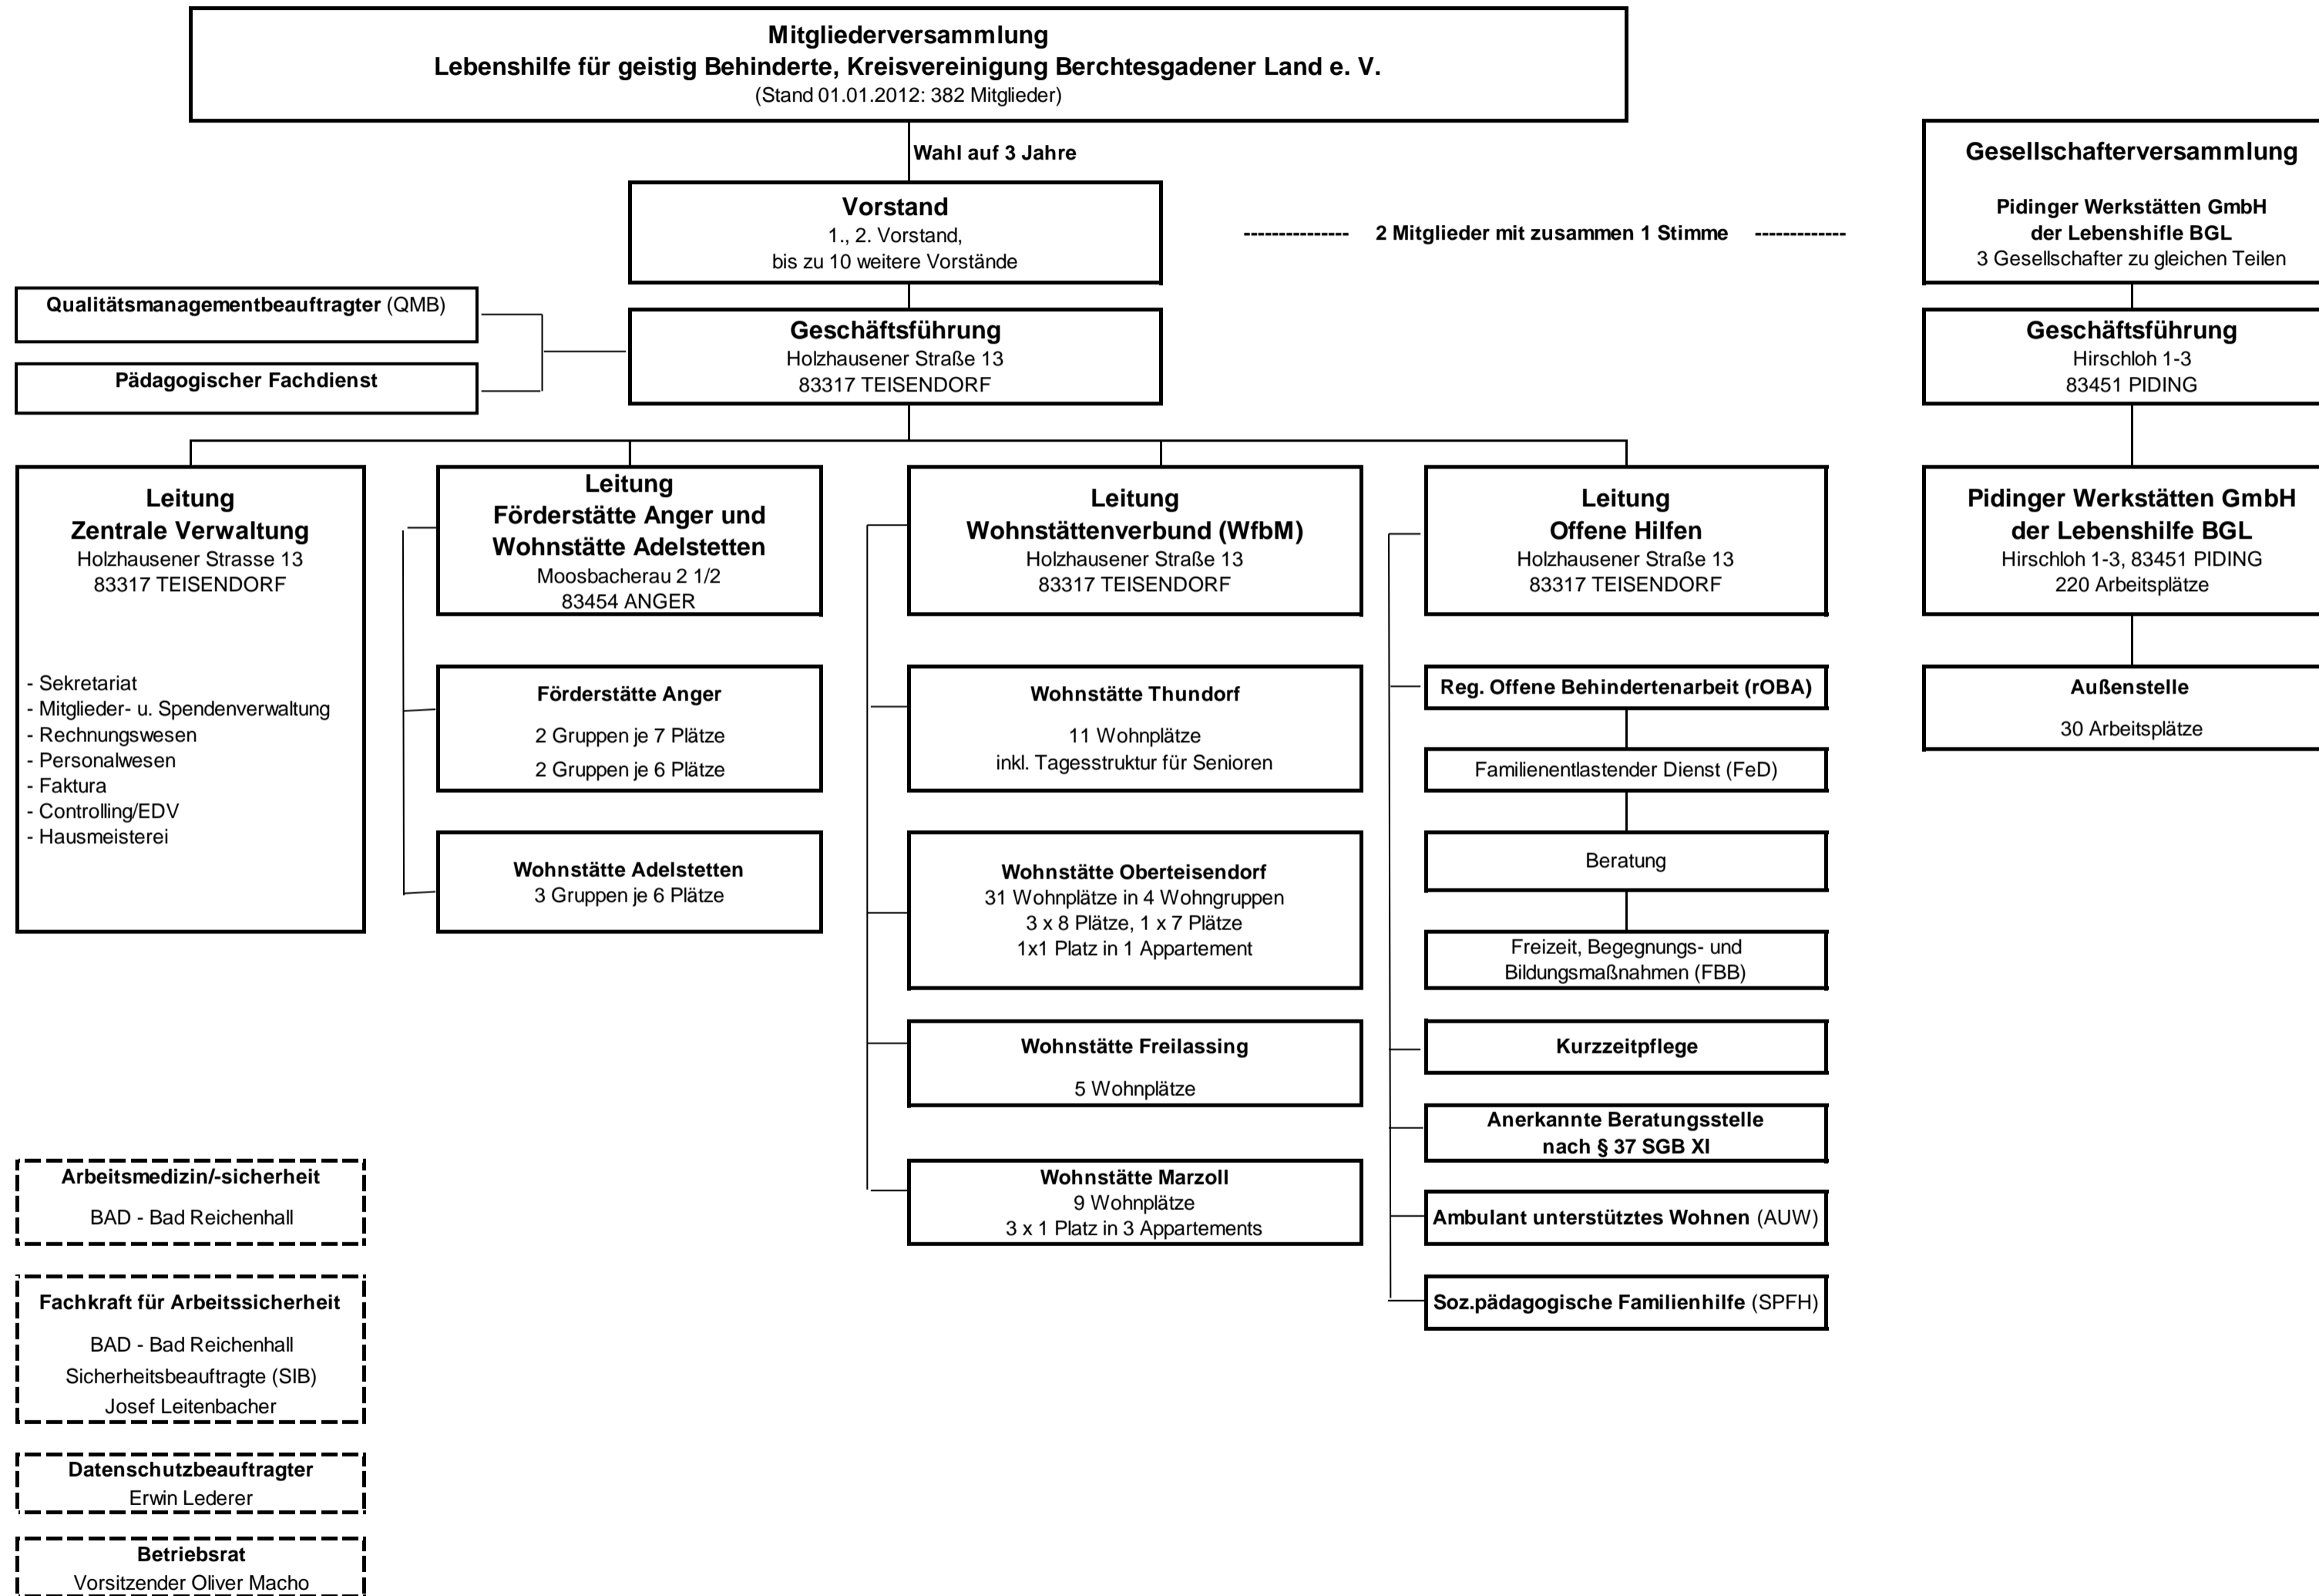 Mitgliederversammlung
Lebenshilfe für geistig Behinderte, Kreisvereinigung Berchtesgadener Land e. V.
(Stand 01.01.2012: 382 Mitglieder)
Wahl auf 3 Jahre
Vorstand
1., 2. Vorstand,
bis zu 10 weitere Vorstände
--------------- 2 Mitglieder mit zusammen 1 Stimme -------------
Gesellschafterversammlung
Pidinger Werkstätten GmbH
der Lebenshifle BGL
3 Gesellschafter zu gleichen Teilen
Qualitätsmanagementbeauftragter (QMB)
Pädagogischer Fachdienst
Geschäftsführung
Holzhausener Straße 13
83317 TEISENDORF
Geschäftsführung
Hirschloh 1-3
83451 PIDING
Leitung
Zentrale Verwaltung
Holzhausener Strasse 13
83317 TEISENDORF
- Sekretariat
- Mitglieder- u. Spendenverwaltung
- Rechnungswesen
- Personalwesen
- Faktura
- Controlling/EDV
- Hausmeisterei
Leitung
Förderstätte Anger und
Wohnstätte Adelstetten
Moosbacherau 2 1/2
83454 ANGER
Förderstätte Anger
2 Gruppen je 7 Plätze
2 Gruppen je 6 Plätze
Wohnstätte Adelstetten
3 Gruppen je 6 Plätze
Leitung
Wohnstättenverbund (WfbM)
Holzhausener Straße 13
83317 TEISENDORF
Wohnstätte Thundorf
11 Wohnplätze
inkl. Tagesstruktur für Senioren
Wohnstätte Oberteisendorf
31 Wohnplätze in 4 Wohngruppen
3 x 8 Plätze, 1 x 7 Plätze
1x1 Platz in 1 Appartement
Wohnstätte Freilassing
5 Wohnplätze
Wohnstätte Marzoll
9 Wohnplätze
3 x 1 Platz in 3 Appartements
Leitung
Offene Hilfen
Holzhausener Straße 13
83317 TEISENDORF
Reg. Offene Behindertenarbeit (rOBA)
Familienentlastender Dienst (FeD)
Beratung
Freizeit, Begegnungs- und
Bildungsmaßnahmen (FBB)
Kurzzeitpflege
Anerkannte Beratungsstelle
nach § 37 SGB XI
Ambulant unterstütztes Wohnen (AUW)
Soz.pädagogische Familienhilfe (SPFH)
Pidinger Werkstätten GmbH
der Lebenshilfe BGL
Hirschloh 1-3, 83451 PIDING
220 Arbeitsplätze
Außenstelle
30 Arbeitsplätze
Arbeitsmedizin/-sicherheit
BAD - Bad Reichenhall
Fachkraft für Arbeitssicherheit
BAD - Bad Reichenhall
Sicherheitsbeauftragte (SIB)
Josef Leitenbacher
Datenschutzbeauftragter
Erwin Lederer
Betriebsrat
Vorsitzender Oliver Macho